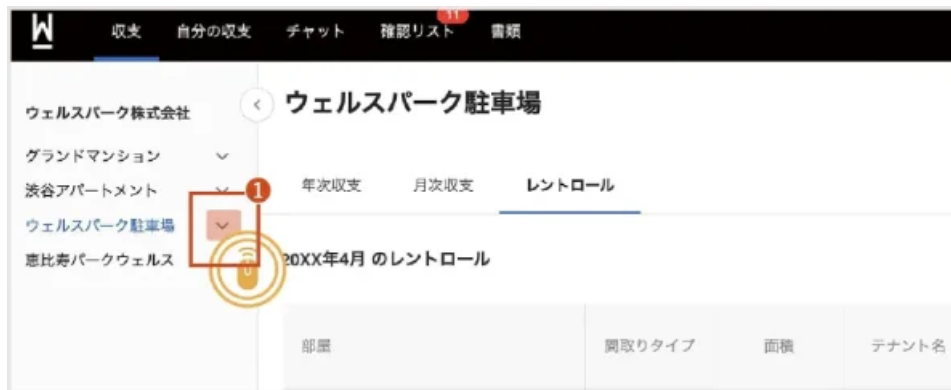 W
収支 自分の収支 チャット 確認リスト 11 書類
ウェルスパーク株式会社
ウェルスパーク駐車場
グランドマンション
渋谷アパートメント
1
ウェルスパーク駐車場
恵比寿パークウェルス
年次収支 月次収支 レントロール
20XX年4月 のレントロール
部屋 間取りタイプ 面積 テナント名